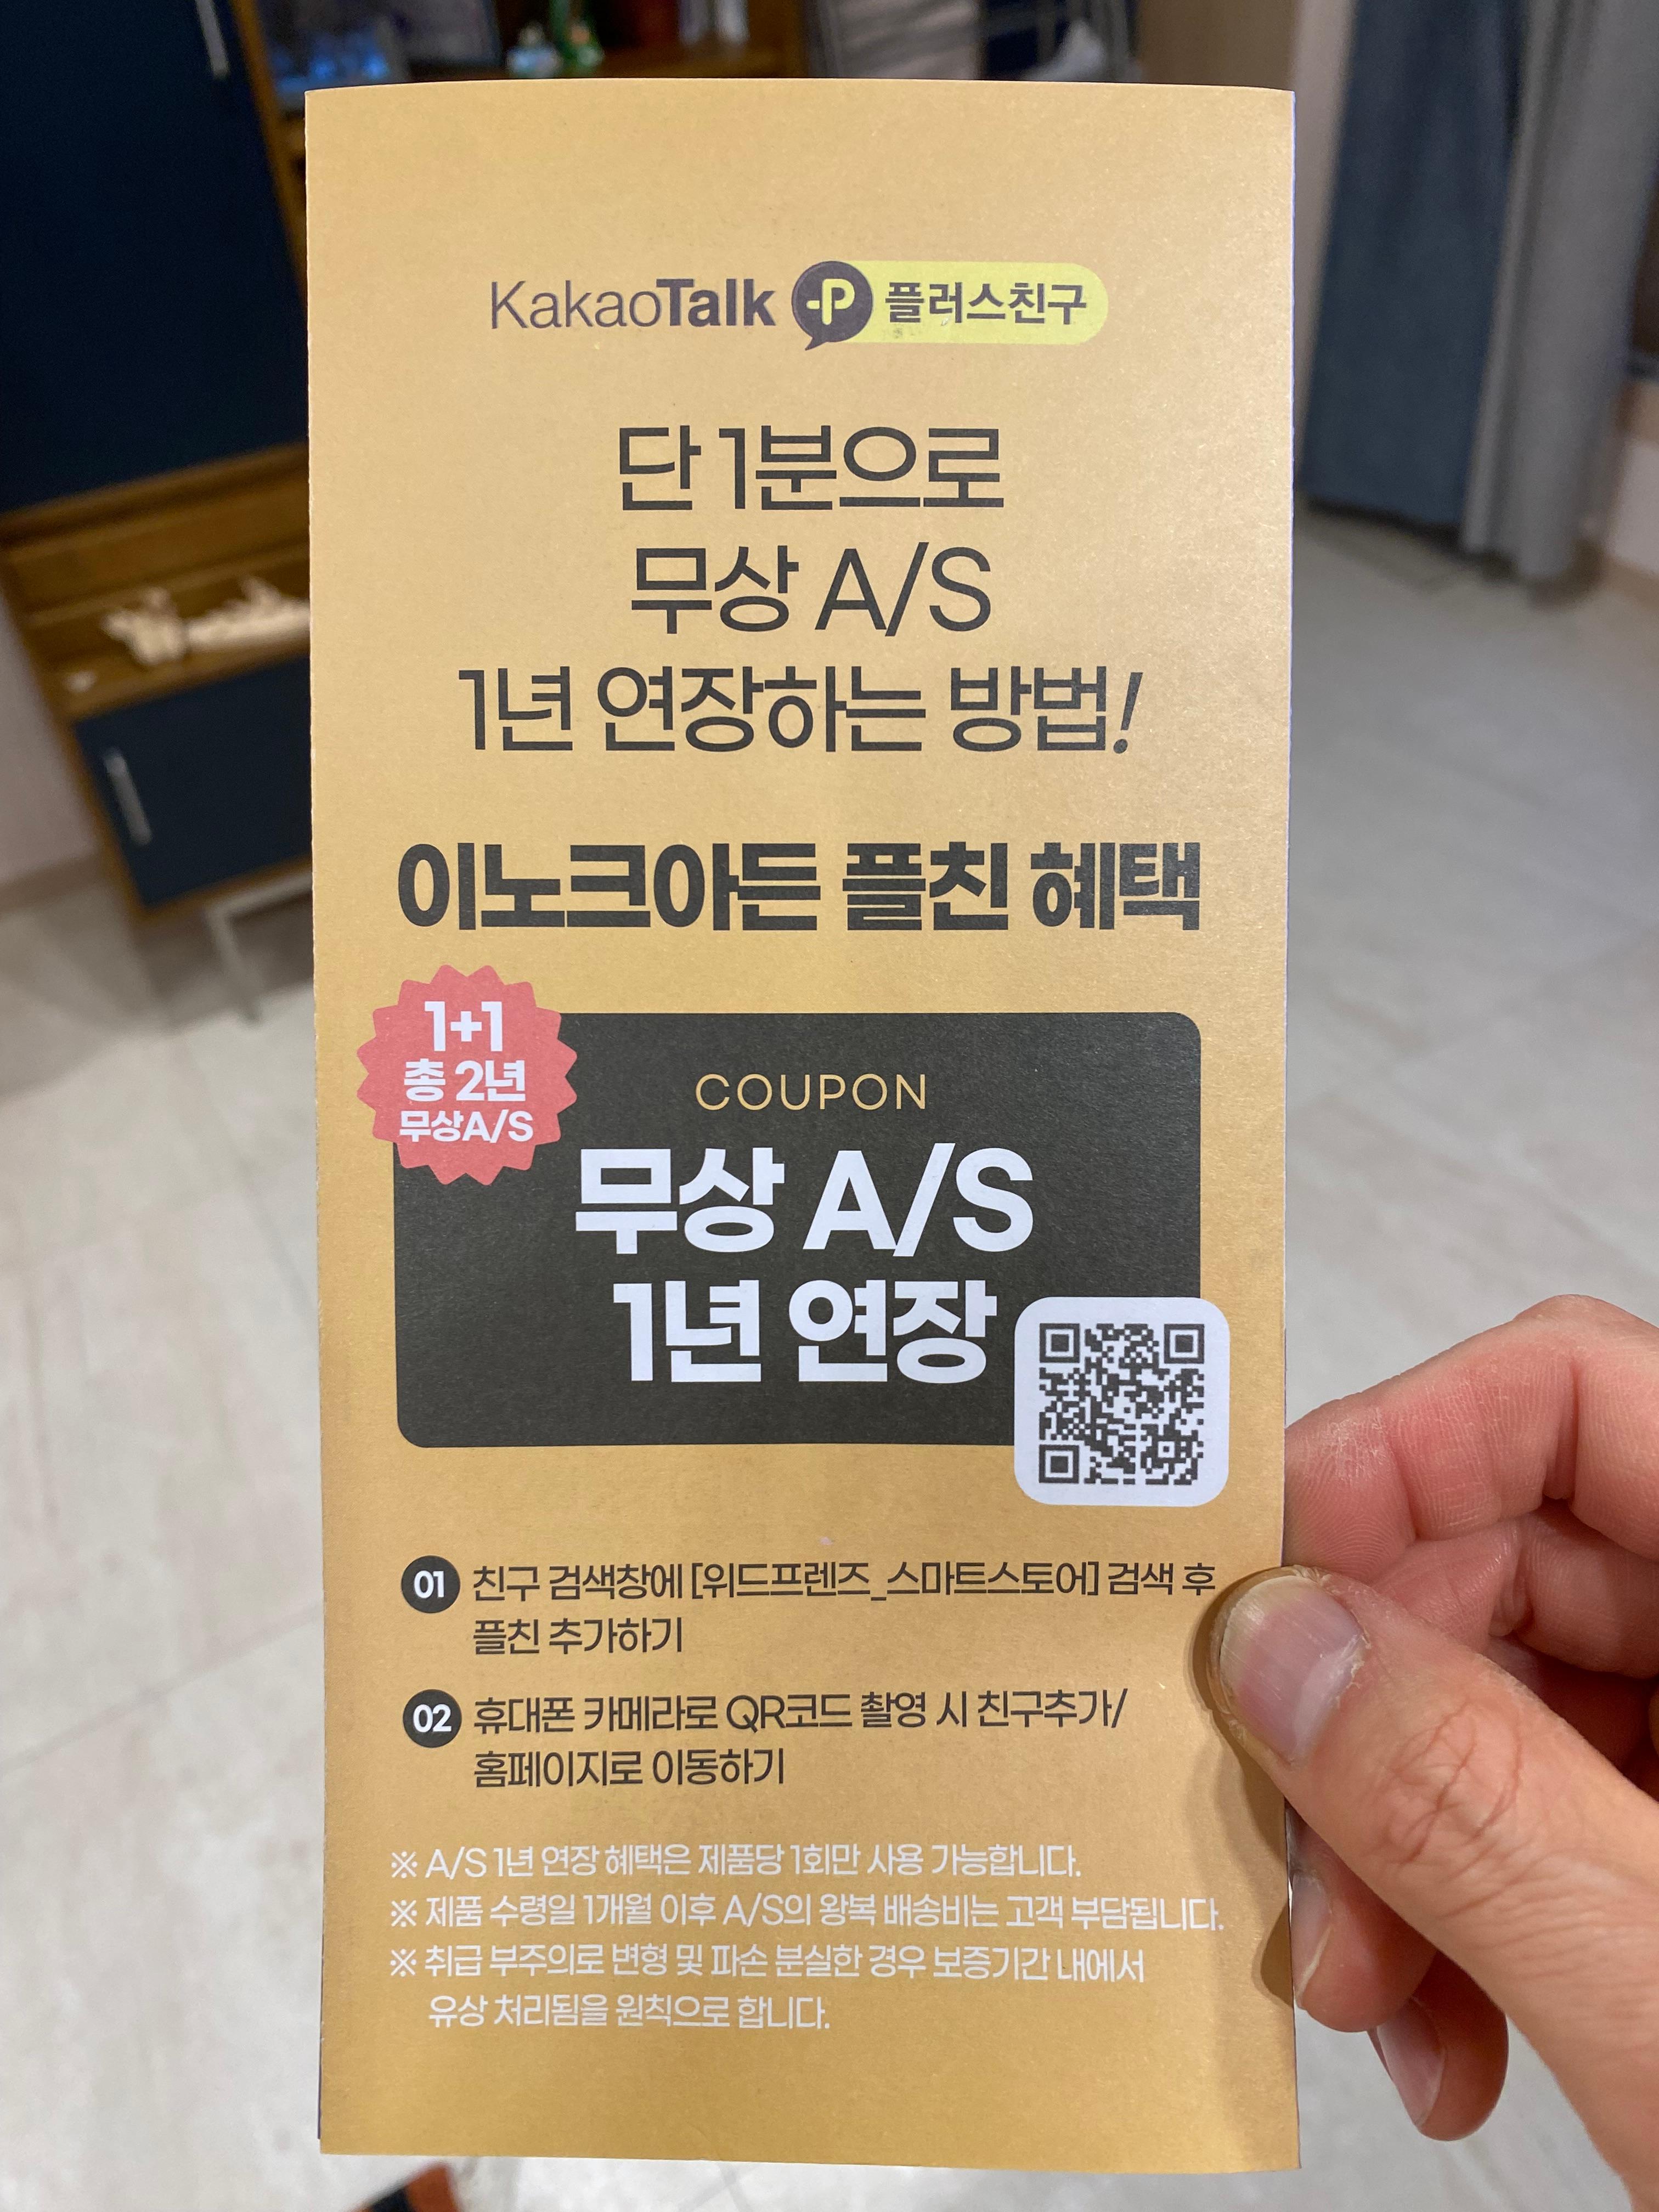 KakaoTalk +P 플러스친구
단 1분으로
무상 A/S
1년 연장하는 방법!
이노크아든 플친 혜택
1+1
총 2년
무상A/S
COUPON
무상 A/S
1년 연장
01 친구 검색창에 [위드프렌즈_스마트스토어] 검색 후
플친 추가하기
02 휴대폰 카메라로 QR코드 촬영 시 친구추가/
홈페이지로 이동하기
※ A/S 1년 연장 혜택은 제품당 1회만 사용 가능합니다.
※ 제품 수령일 1개월 이후 A/S의 왕복 배송비는 고객 부담됩니다.
※ 취급 부주의로 변형 및 파손 분실한 경우 보증기간 내에서
유상 처리됨을 원칙으로 합니다.